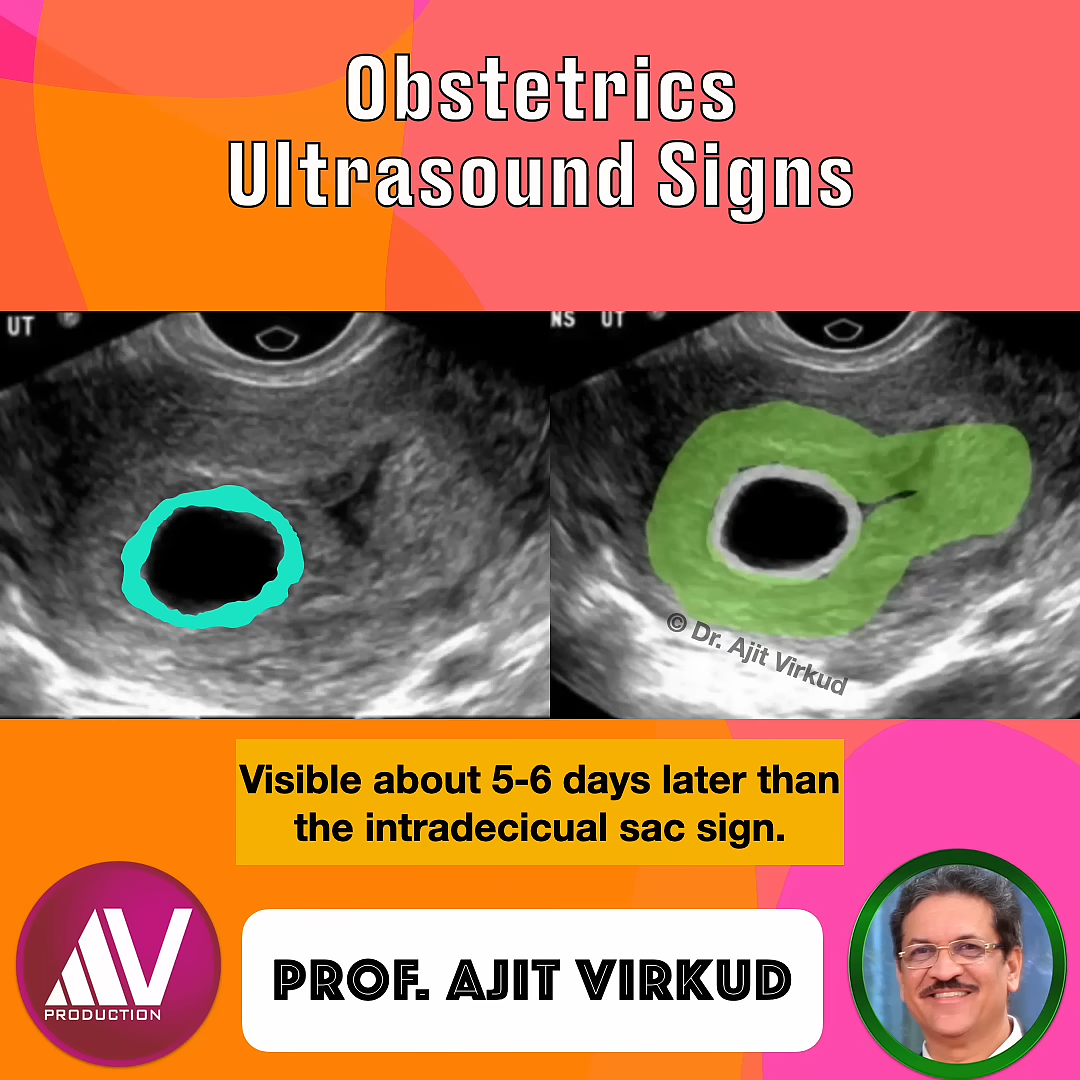 Obstetrics
Ultrasound Signs
UT
NS UT
© Dr. Ajit Virkud
Visible about 5-6 days later than
the intradecicual sac sign.
AV
PRODUCTION
PROF. AJIT VIRKUD